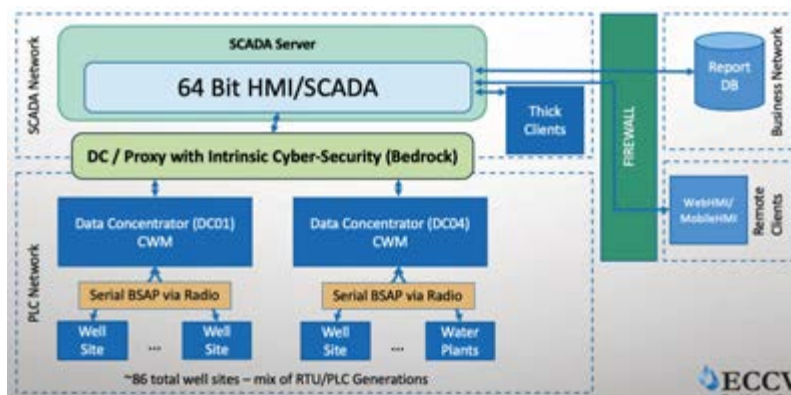 SCADA Network
SCADA Server
64 Bit HMI/SCADA
Thick
Clients
DC / Proxy with Intrinsic Cyber-Security (Bedrock)
FIREWALL
Report
DB
Business Network
WebHMI/
MobileHMI
Remote
Clients
PLC Network
Data Concentrator (DC01)
CWM
Data Concentrator (DC04)
CWM
Serial BSAP via Radio
Serial BSAP via Radio
Well
Site
...
Well
Site
Well
Site
...
Water
Plants
~86 total well sites – mix of RTU/PLC Generations
ECCV